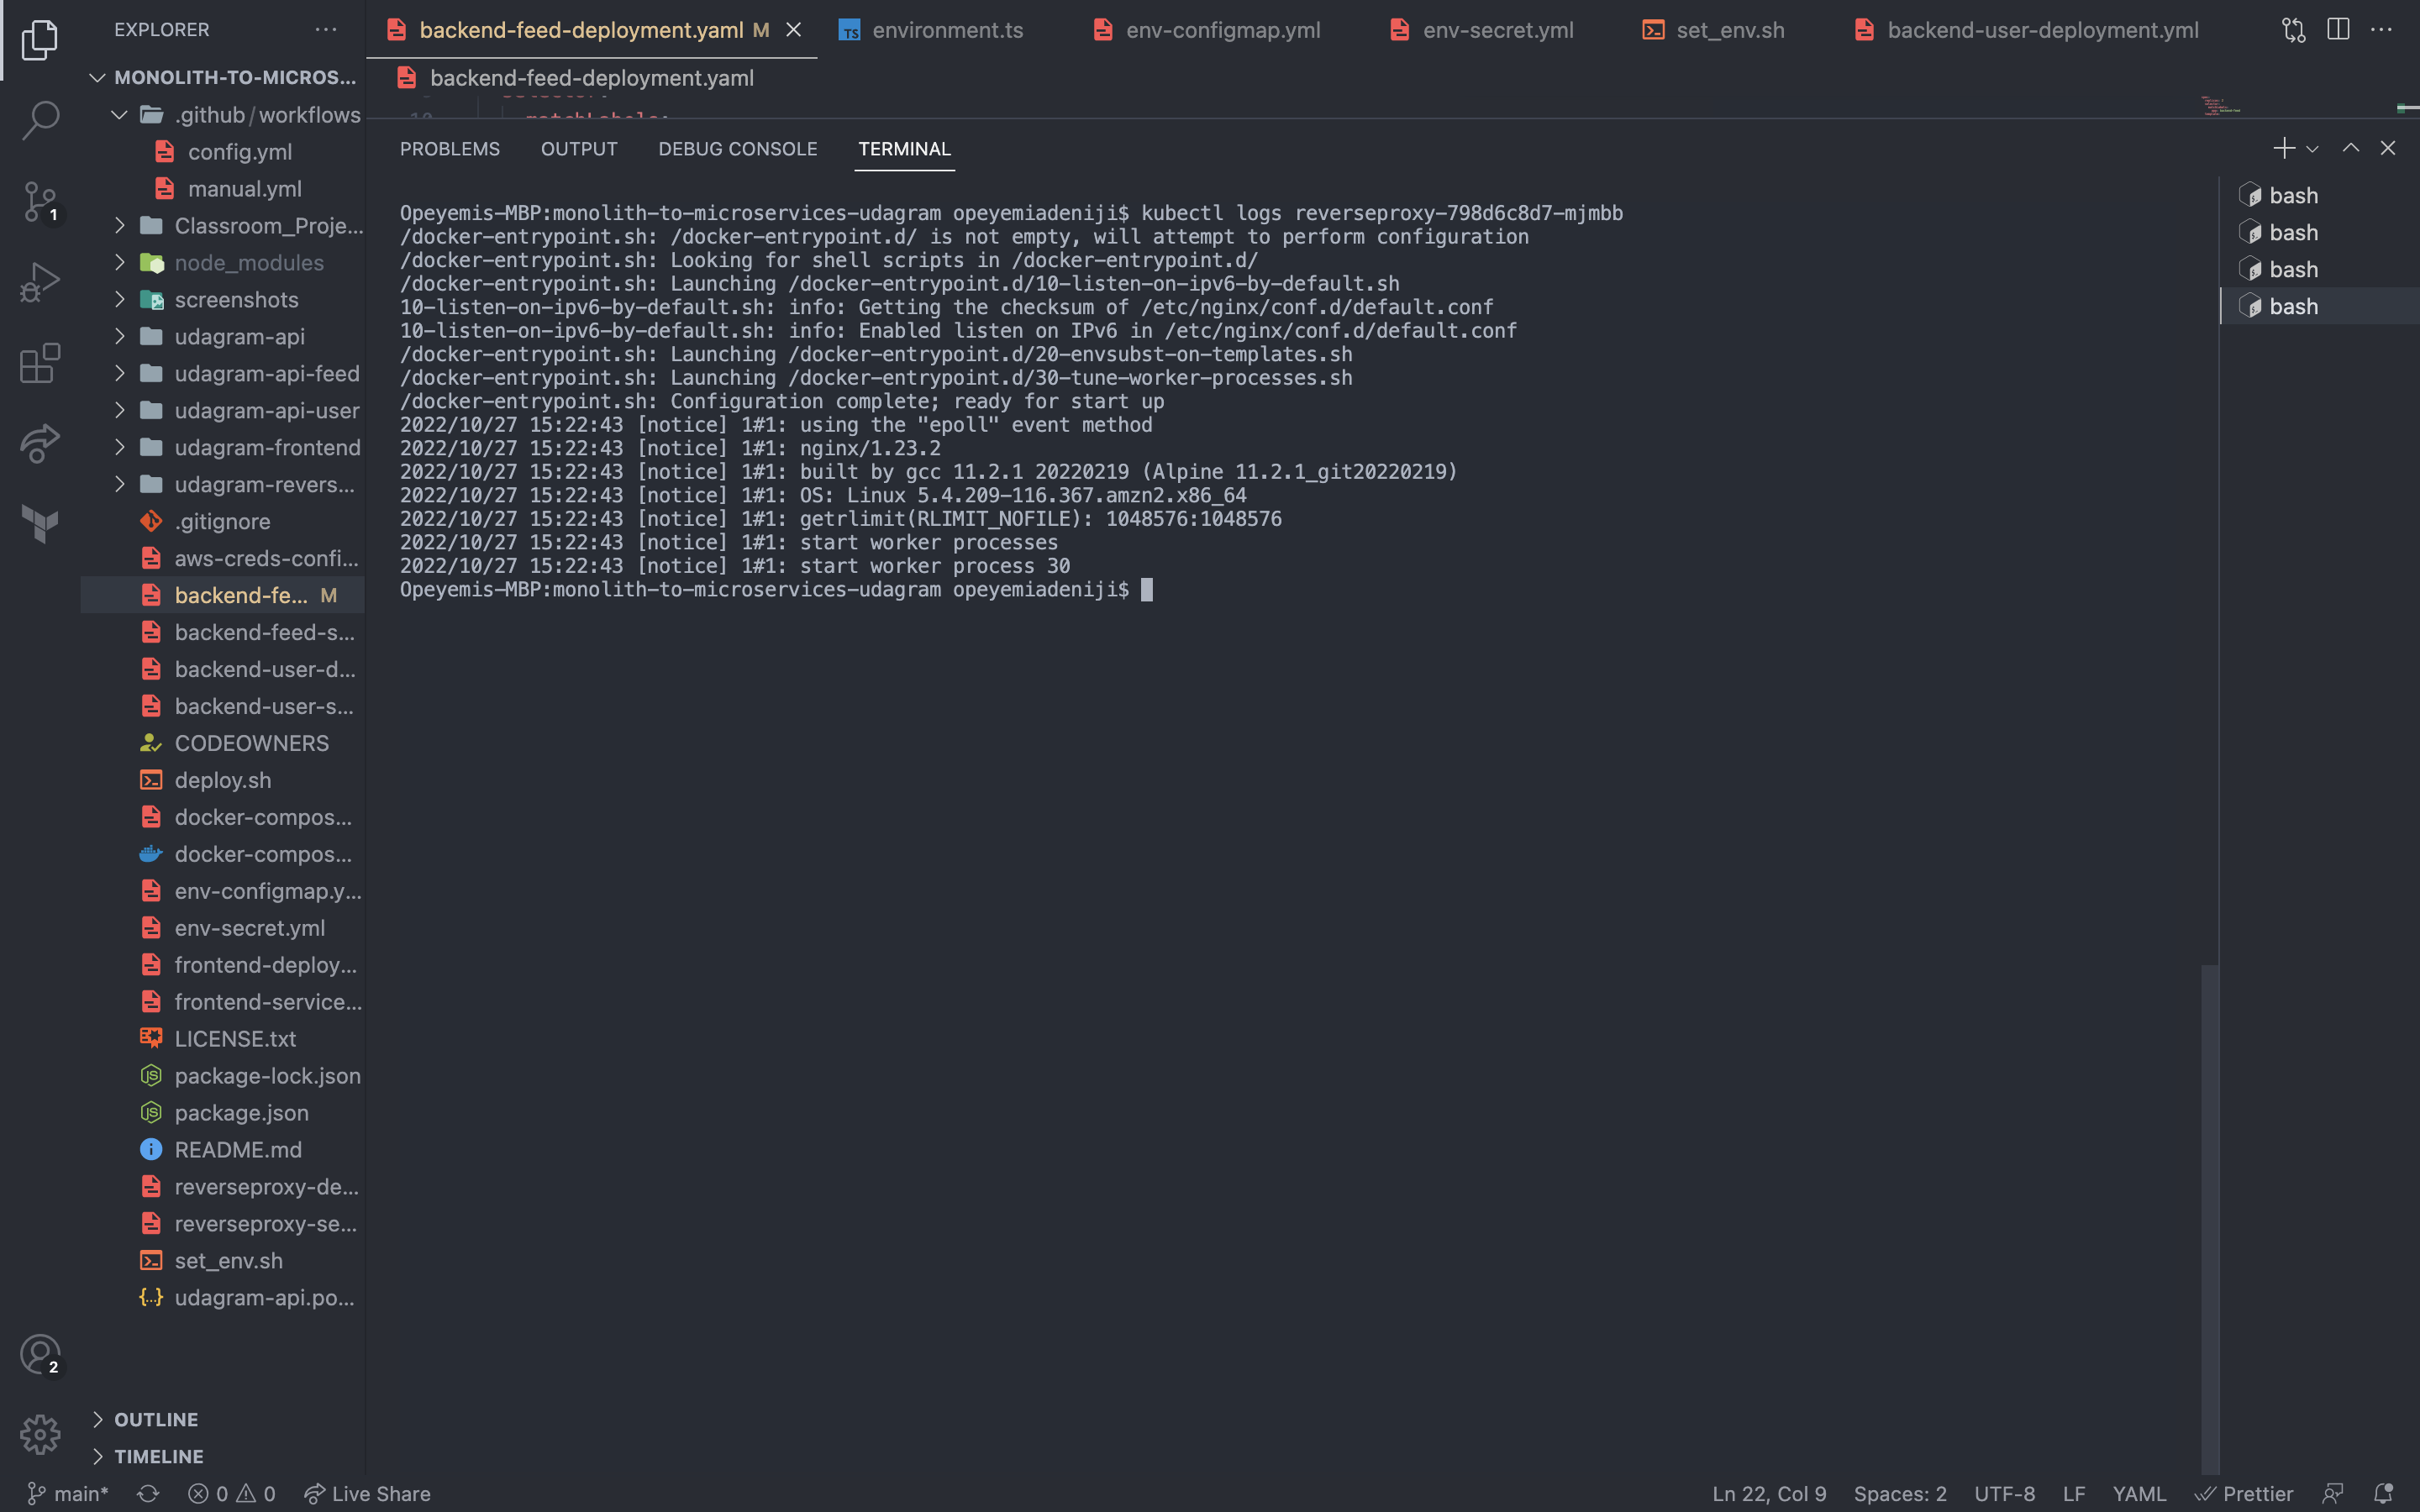 EXPLORER
MONOLITH-TO-MICROS...
.github/workflows
config.yml
manual.yml
Classroom_Proje...
node_modules
screenshots
udagram-api
udagram-api-feed
udagram-api-user
udagram-frontend
udagram-revers...
.gitignore
aws-creds-confi...
backend-fe... M
backend-feed-s...
backend-user-d...
backend-user-s...
CODEOWNERS
deploy.sh
docker-compos...
docker-compos...
env-configmap.y...
env-secret.yml
frontend-deploy...
frontend-service...
LICENSE.txt
package-lock.json
package.json
README.md
reverseproxy-de...
reverseproxy-se...
set_env.sh
udagram-api.po...
OUTLINE
TIMELINE
1
2
backend-feed-deployment.yaml M
TS environment.ts
env-configmap.yml
env-secret.yml
set_env.sh
backend-user-deployment.yml
backend-feed-deployment.yaml
PROBLEMS OUTPUT DEBUG CONSOLE TERMINAL
Opeyemis-MBP:monolith-to-microservices-udagram opeyemiadeniji$ kubectl logs reverseproxy-798d6c8d7-mjmbb
/docker-entrypoint.sh: /docker-entrypoint.d/ is not empty, will attempt to perform configuration
/docker-entrypoint.sh: Looking for shell scripts in /docker-entrypoint.d/
/docker-entrypoint.sh: Launching /docker-entrypoint.d/10-listen-on-ipv6-by-default.sh
10-listen-on-ipv6-by-default.sh: info: Getting the checksum of /etc/nginx/conf.d/default.conf
10-listen-on-ipv6-by-default.sh: info: Enabled listen on IPv6 in /etc/nginx/conf.d/default.conf
/docker-entrypoint.sh: Launching /docker-entrypoint.d/20-envsubst-on-templates.sh
/docker-entrypoint.sh: Launching /docker-entrypoint.d/30-tune-worker-processes.sh
/docker-entrypoint.sh: Configuration complete; ready for start up
2022/10/27 15:22:43 [notice] 1#1: using the "epoll" event method
2022/10/27 15:22:43 [notice] 1#1: nginx/1.23.2
2022/10/27 15:22:43 [notice] 1#1: built by gcc 11.2.1 20220219 (Alpine 11.2.1_git20220219)
2022/10/27 15:22:43 [notice] 1#1: OS: Linux 5.4.209-116.367.amzn2.x86_64
2022/10/27 15:22:43 [notice] 1#1: getrlimit(RLIMIT_NOFILE): 1048576:1048576
2022/10/27 15:22:43 [notice] 1#1: start worker processes
2022/10/27 15:22:43 [notice] 1#1: start worker process 30
Opeyemis-MBP:monolith-to-microservices-udagram opeyemiadeniji$
bash
bash
bash
bash
main* 0 0 Live Share
Ln 22, Col 9 Spaces: 2 UTF-8 LF YAML Prettier